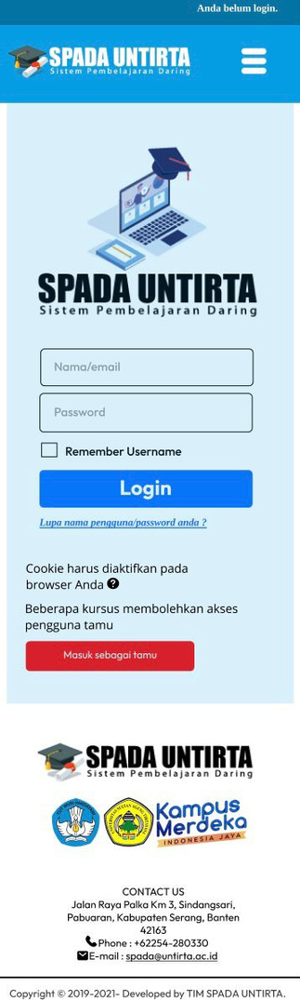 Anda belum login.
SPADA UNTIRTA
Sistem Pembelajaran Daring
SPADA UNTIRTA
Sistem Pembelajaran Daring
Nama/email
Password
Remember Username
Login
Lupa nama pengguna/password anda ?
Cookie harus diaktifkan pada
browser Anda ?
Beberapa kursus membolehkan akses
pengguna tamu
Masuk sebagai tamu
SPADA UNTIRTA
Sistem Pembelajaran Daring
Kampus
Merdeka
INDONESIA JAYA
CONTACT US
Jalan Raya Palka Km 3, Sindangsari,
Pabuaran, Kabupaten Serang, Banten
42163
Phone : +62254-280330
E-mail : spada@untirta.ac.id
Copyright © 2019-2021- Developed by TIM SPADA UNTIRTA.